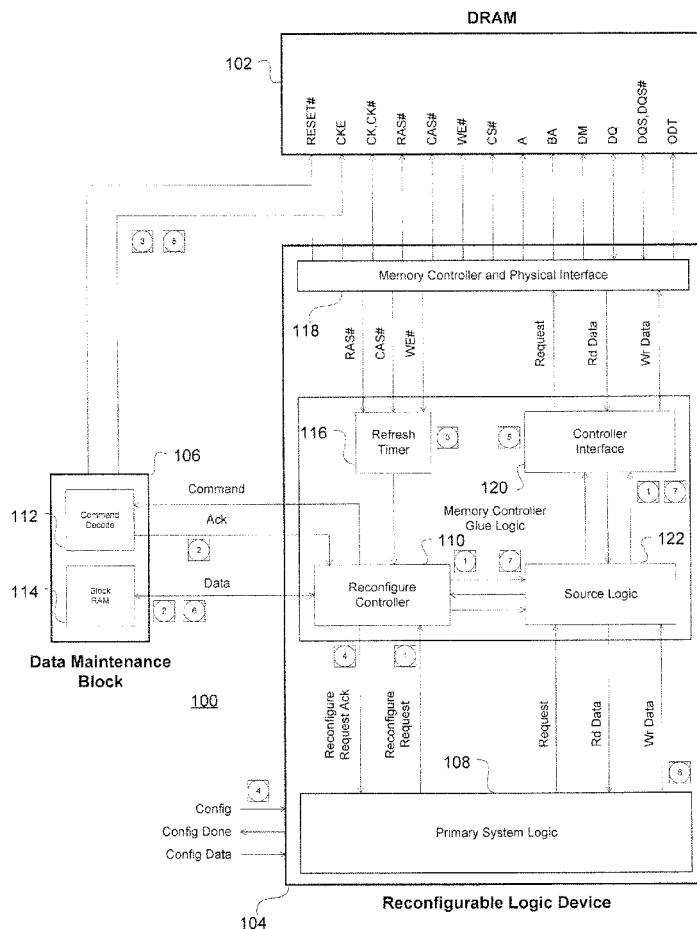 DRAM
102
RESET#
CKE
CK,CK#
RAS#
CAS#
WE#
CS#
A
BA
DM
DQ
DQS,DQS#
ODT
3
Memory Controller and Physical Interface
118
RAS#
CAS#
WE#
Request
Rd Data
Wr Data
116
Refresh
Timer
3
5
Controller
Interface
120
1
7
Memory Controller
Glue Logic
106
112
Command
Decode
Command
Ack
2
110
1
7
122
114
Block
RAM
Data
2
6
Reconfigure
Controller
Source Logic
Data Maintenance
Block
4
100
Reconfigure
Request Ack
Reconfigure
Request
Request
Rd Data
Wr Data
108
4
Config
Config Done
Config Data
Primary System Logic
104
Reconfigurable Logic Device